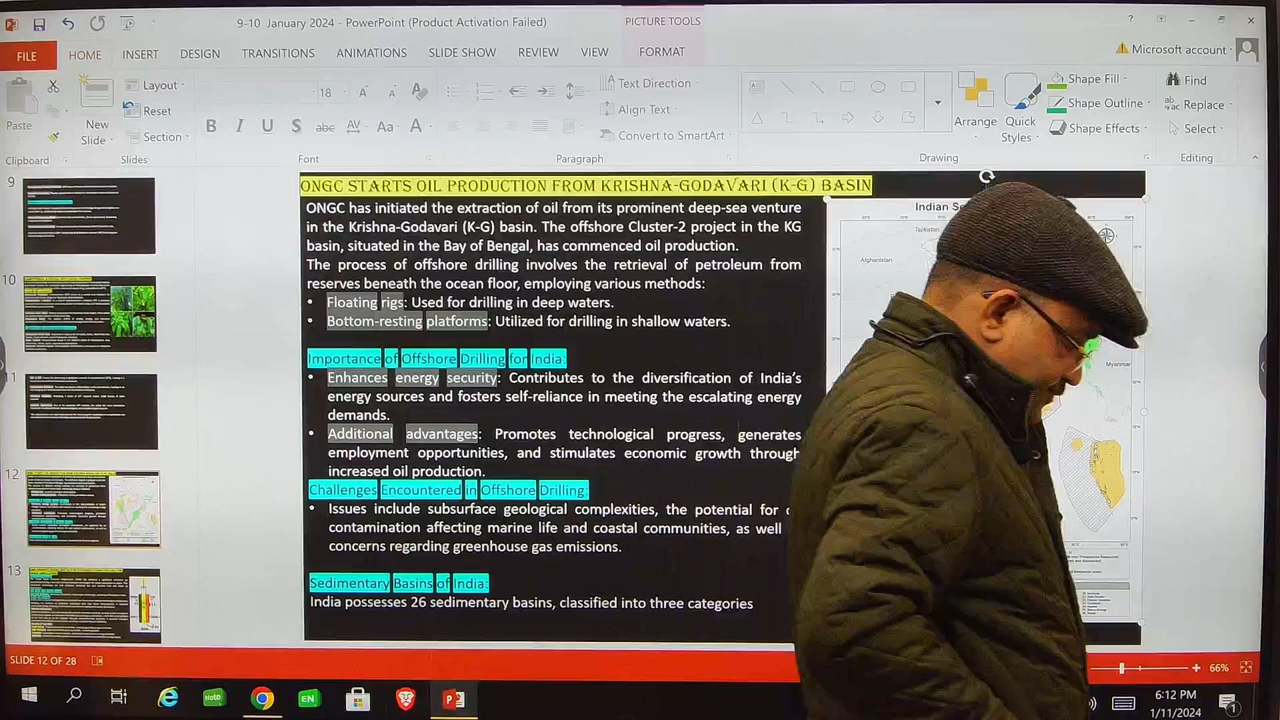 9-10 January 2024 - PowerPoint (Product Activation Failed)
PICTURE TOOLS
FILE
HOME
INSERT
DESIGN
TRANSITIONS
ANIMATIONS
SLIDE SHOW
REVIEW
VIEW
FORMAT
Microsoft account
Paste
New
Slide
Layout
Reset
Section
18
Text Direction
Align Text
Convert to SmartArt
Arrange
Quick
Styles
Shape Fill
Shape Outline
Shape Effects
Find
Replace
Select
Clipboard
Slides
Font
Paragraph
Drawing
Editing
9
10
11
12
13
ONGC STARTS OIL PRODUCTION FROM KRISHNA-GODAVARI (K-G) BASIN
ONGC has initiated the extraction of oil from its prominent deep-sea venture
in the Krishna-Godavari (K-G) basin. The offshore Cluster-2 project in the KG
basin, situated in the Bay of Bengal, has commenced oil production.
The process of offshore drilling involves the retrieval of petroleum from
reserves beneath the ocean floor, employing various methods:
• Floating rigs: Used for drilling in deep waters.
• Bottom-resting platforms: Utilized for drilling in shallow waters.
Importance of Offshore Drilling for India:
• Enhances energy security: Contributes to the diversification of India's
energy sources and fosters self-reliance in meeting the escalating energy
demands.
• Additional advantages: Promotes technological progress, generates
employment opportunities, and stimulates economic growth through
increased oil production.
Challenges Encountered in Offshore Drilling:
• Issues include subsurface geological complexities, the potential for
contamination affecting marine life and coastal communities, as well
concerns regarding greenhouse gas emissions.
Sedimentary Basins of India:
India possesses 26 sedimentary basins, classified into three categories
Indian
Tazkistan
Afghanistan
SLIDE 12 OF 28
66%
EN
6:12 PM
1/11/2024